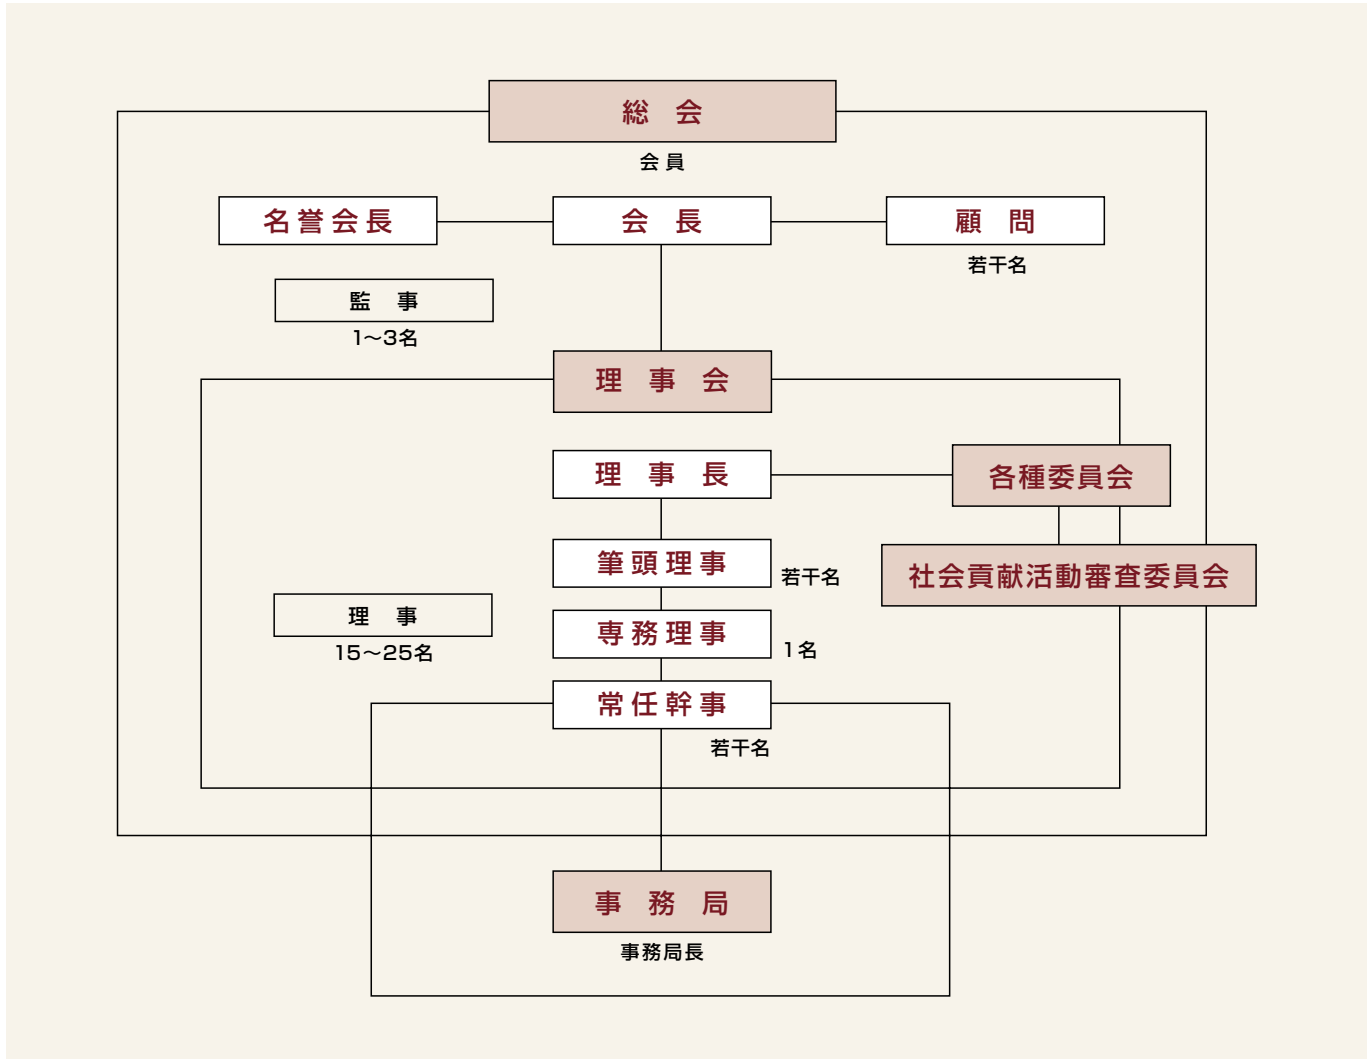 総　会
会員
名誉会長
会　長
顧　問
若干名
監　事
1〜3名
理　事　会
理　事　長
各種委員会
筆頭理事
若干名
社会貢献活動審査委員会
理　事
15〜25名
専務理事
1名
常任幹事
若干名
事　務　局
事務局長